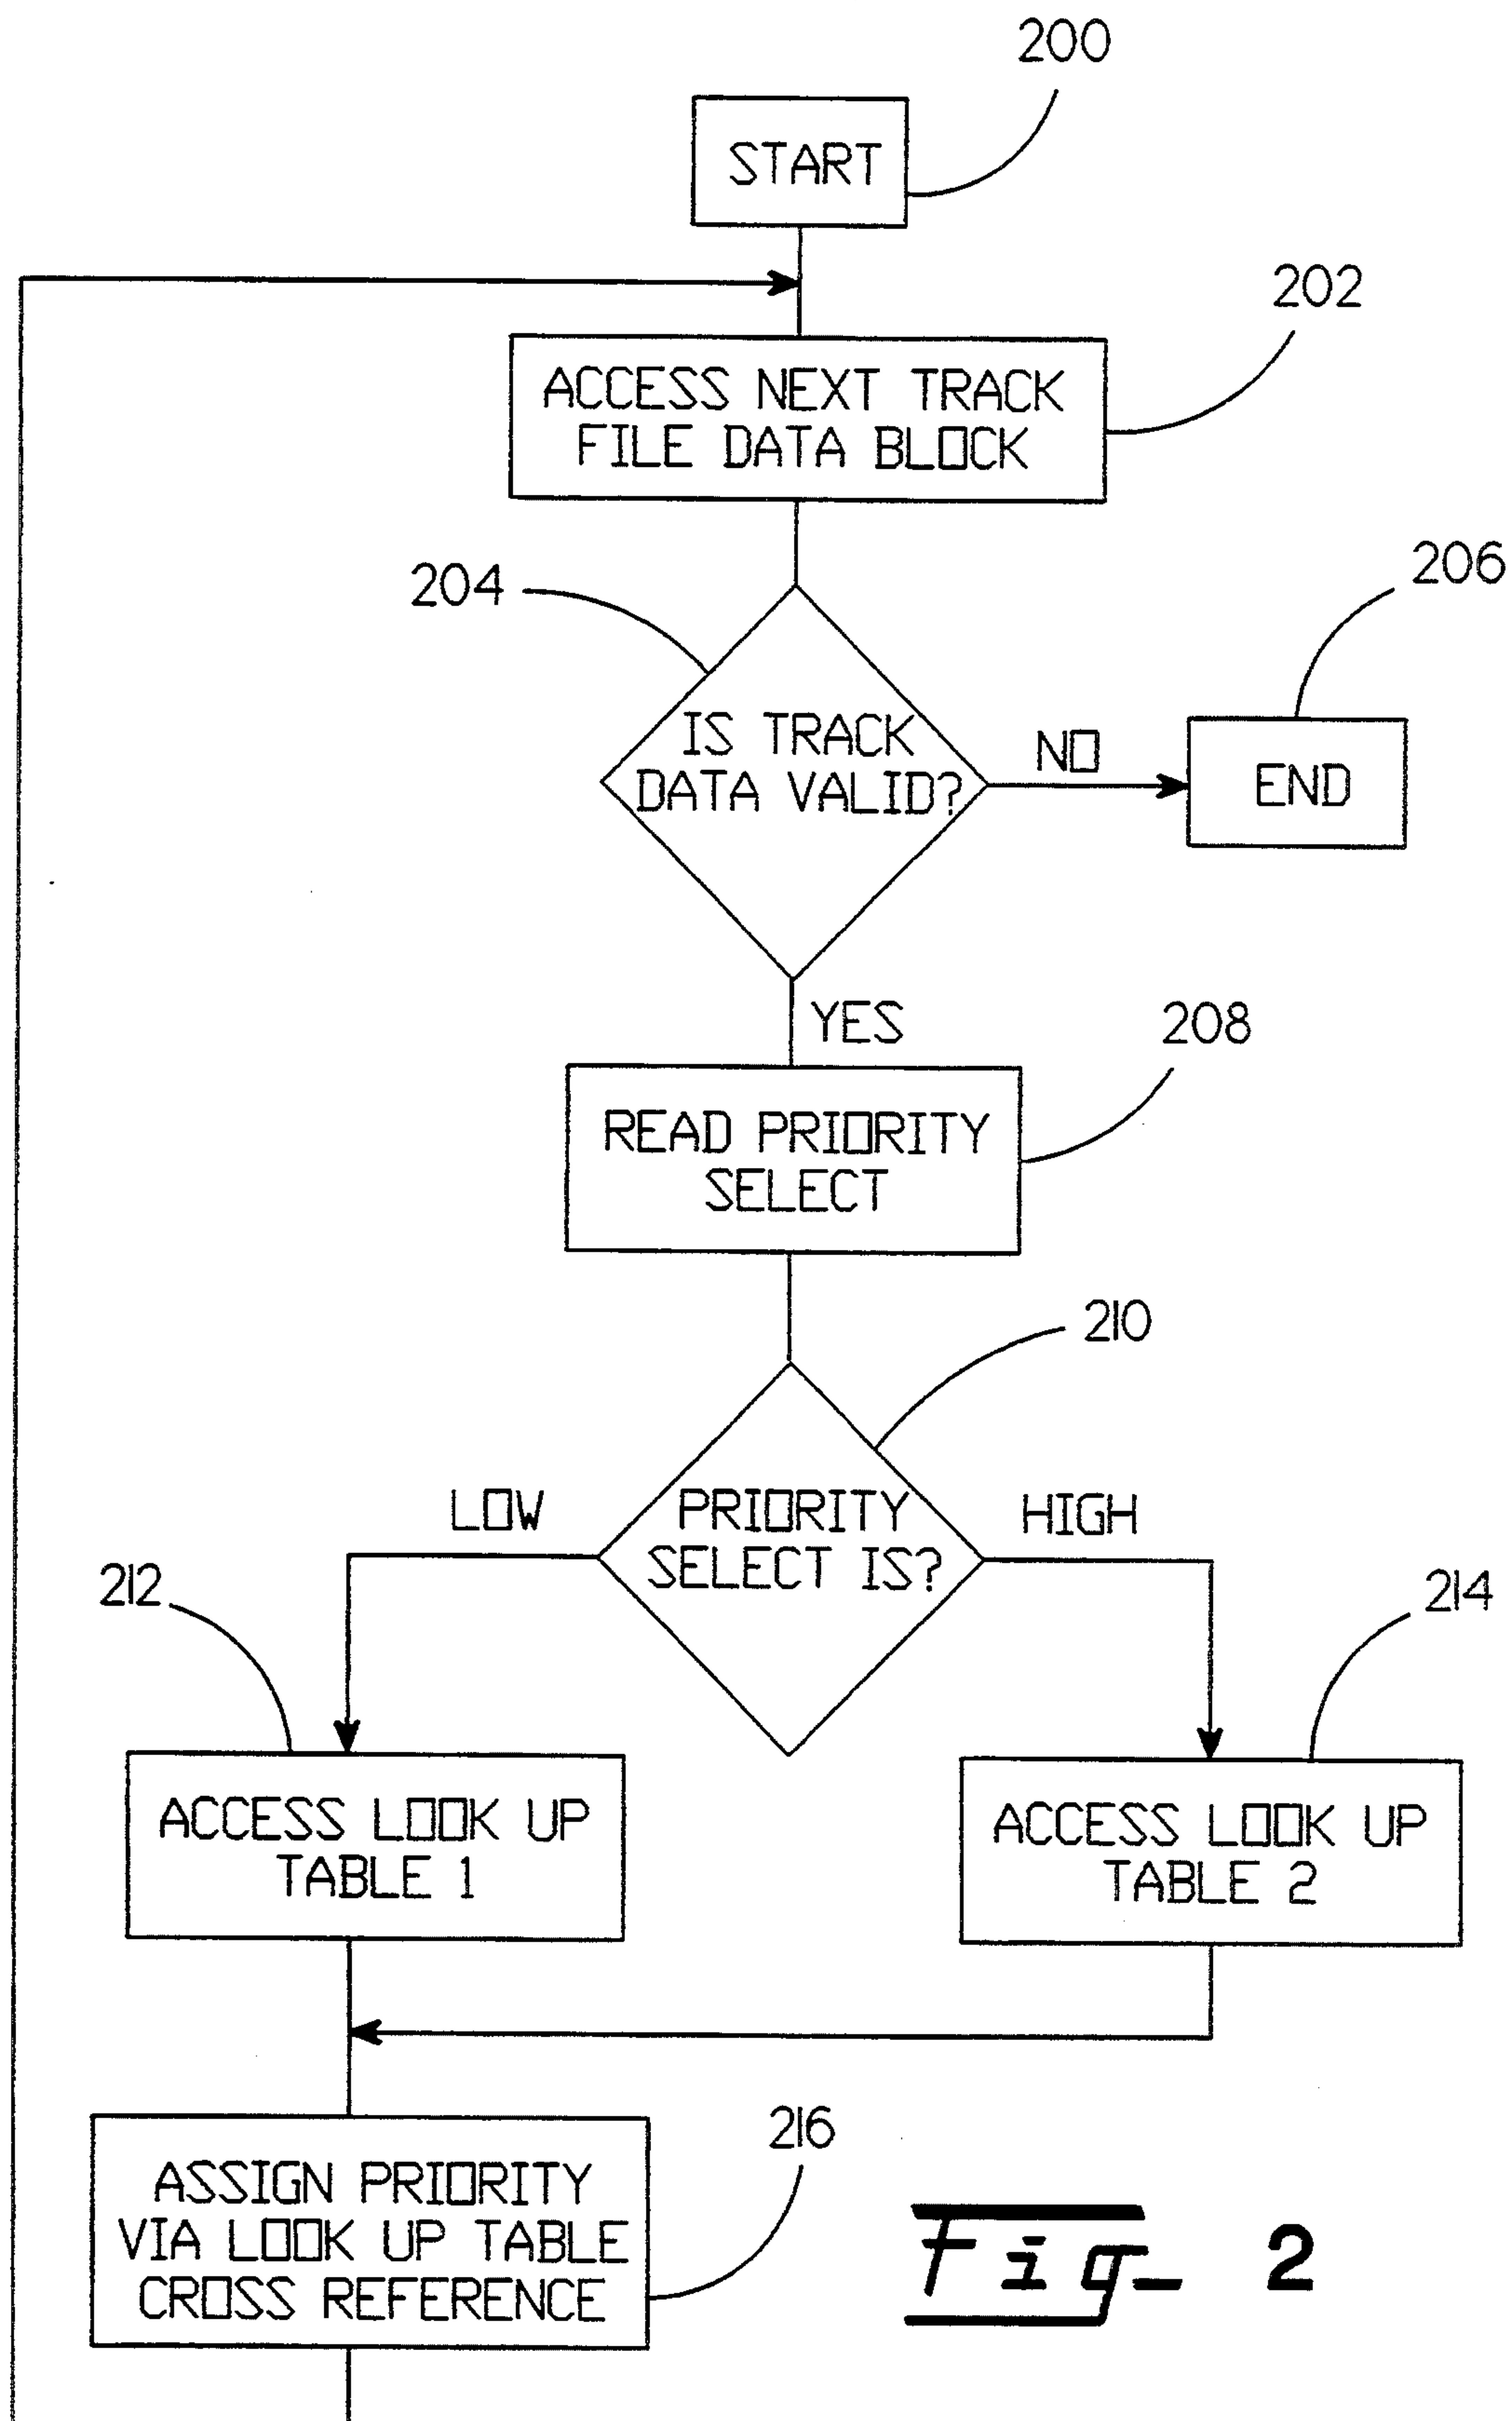 200
START
202
ACCESS NEXT TRACK
FILE DATA BLOCK
204
206
IS TRACK
DATA VALID?
NO
END
YES
208
READ PRIORITY
SELECT
210
LOW
PRIORITY
SELECT IS?
HIGH
212
214
ACCESS LOOK UP
TABLE 1
ACCESS LOOK UP
TABLE 2
216
ASSIGN PRIORITY
VIA LOOK UP TABLE
CROSS REFERENCE
Fig_ 2